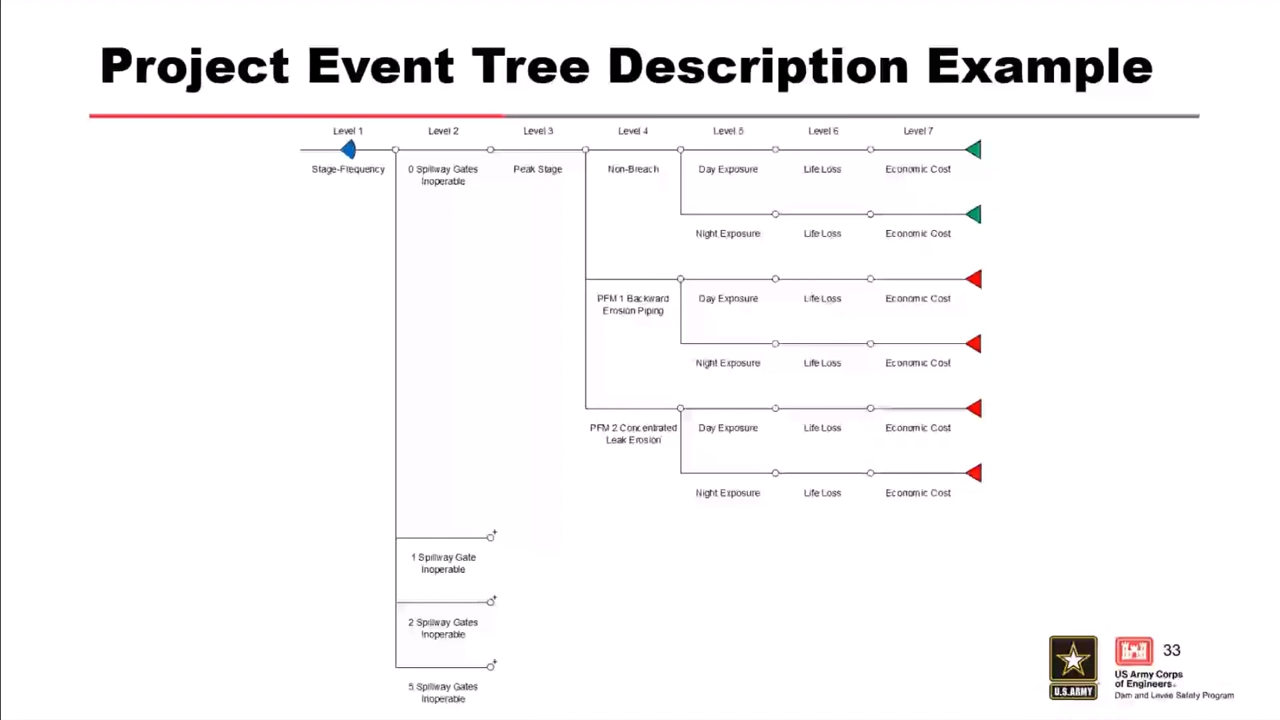 Project Event Tree Description Example
Level 1 Level 2 Level 3 Level 4 Level 5 Level 6 Level 7
Stage-Frequency 0 Spillway Gates Peak Stage Non-Breach Day Exposure Life Loss Economic Cost
Inoperable
Night Exposure Life Loss Economic Cost
PFM 1 Backward Day Exposure Life Loss Economic Cost
Erosion Piping
Night Exposure Life Loss Economic Cost
PFM 2 Concentrated Day Exposure Life Loss Economic Cost
Leak Erosion
Night Exposure Life Loss Economic Cost
+
1 Spillway Gate
Inoperable
+
2 Spillway Gates
Inoperable
+
5 Spillway Gates
Inoperable
33
U.S.ARMY
US Army Corps
of Engineers.
Dam and Levee Safety Program